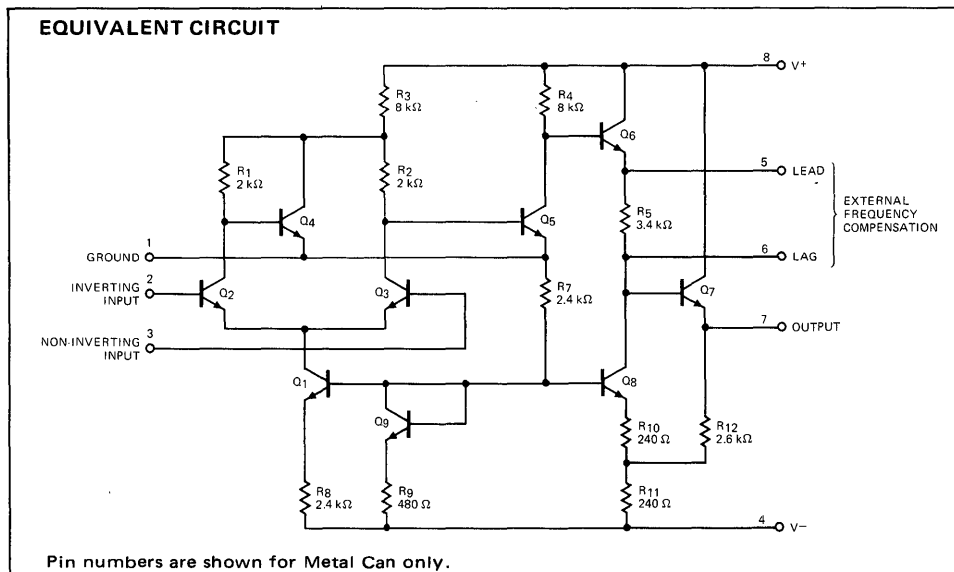 EQUIVALENT CIRCUIT
8
V+
R3
8 kΩ
R4
8 kΩ
Q6
5
LEAD
R1
2 kΩ
R2
2 kΩ
Q4
Q5
R5
3.4 kΩ
EXTERNAL
FREQUENCY
COMPENSATION
1
GROUND
6
LAG
2
INVERTING
INPUT
Q2
Q3
R7
2.4 kΩ
Q7
7
OUTPUT
3
NON-INVERTING
INPUT
Q1
Q8
Q9
R10
240 Ω
R12
2.6 kΩ
R8
2.4 kΩ
R9
480 Ω
R11
240 Ω
4
V−
Pin numbers are shown for Metal Can only.